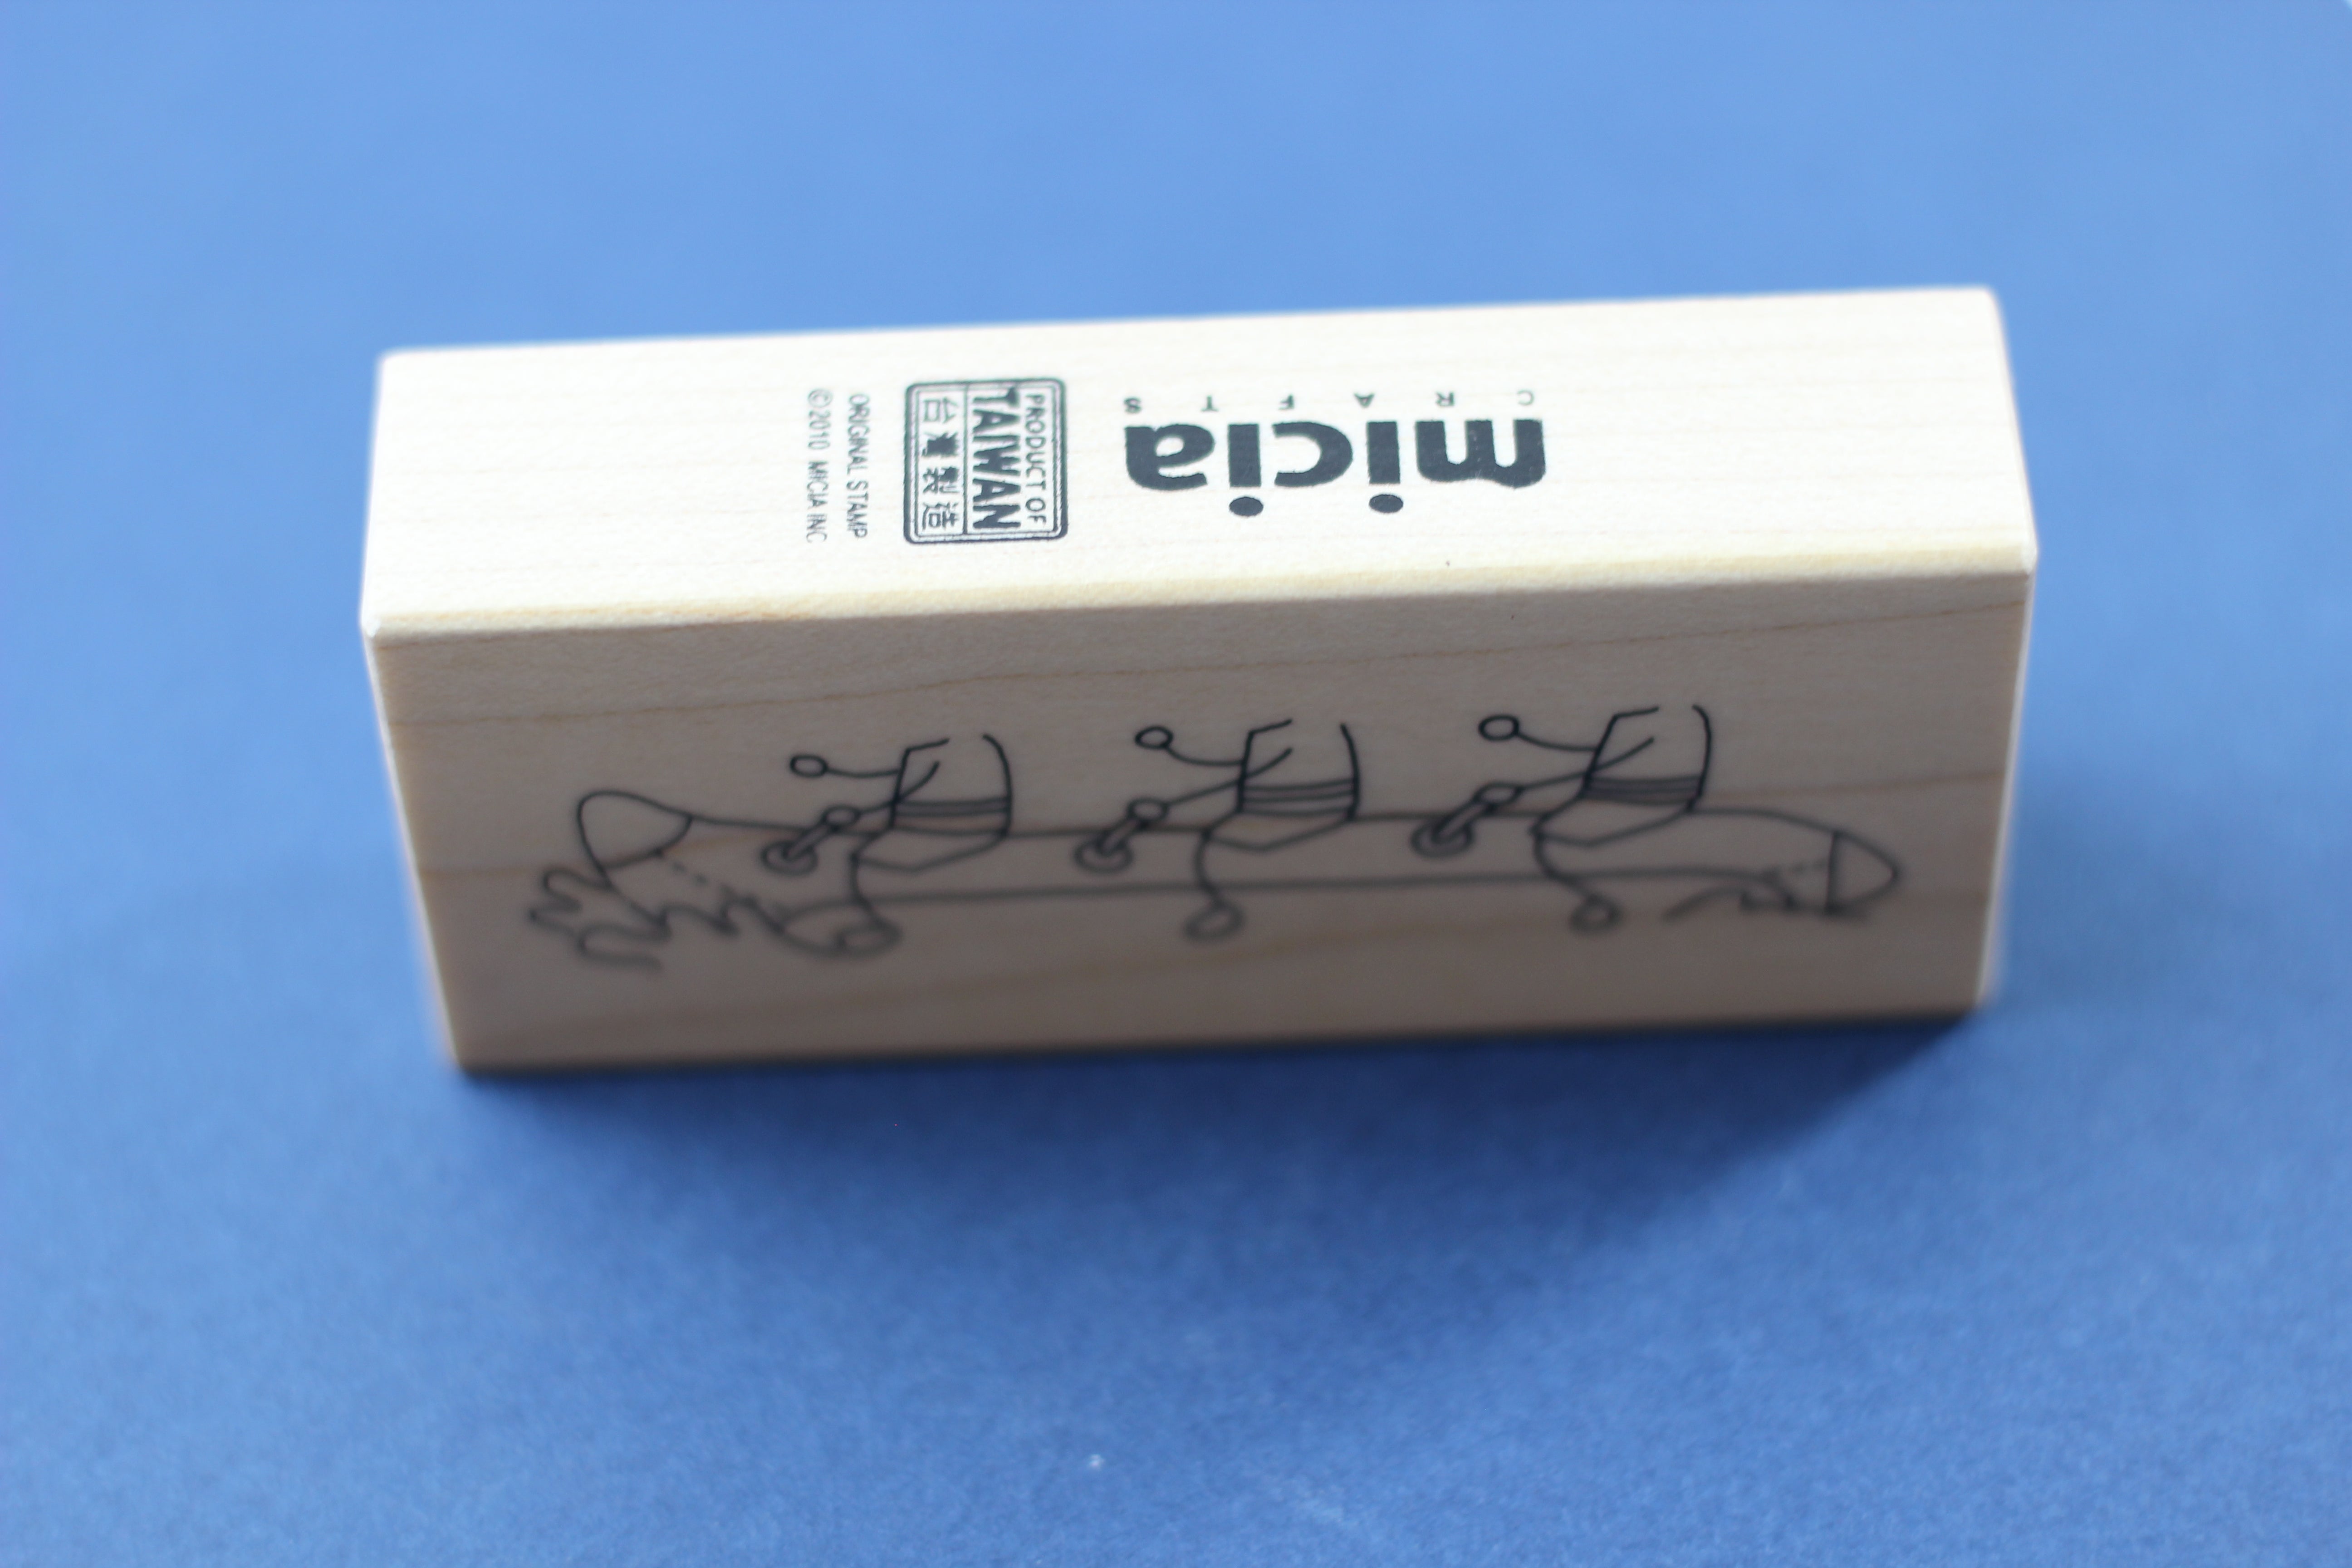 micia
CRAFTS
PRODUCT OF
TAIWAN
台灣製造
ORIGINAL STAMP
©2010 MICIA INC